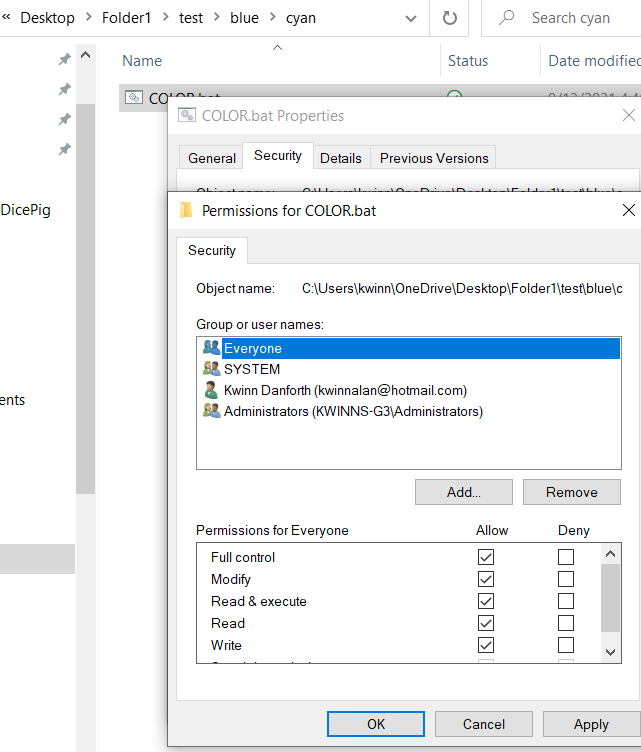 « Desktop > Folder1 > test > blue > cyan
Search cyan
Name
Status
Date modified
COLOR.bat
COLOR.bat Properties
General
Security
Details
Previous Versions
DicePig
ents
Permissions for COLOR.bat
Security
Object name: C:\Users\kwinn\OneDrive\Desktop\Folder1\test\blue\c
Group or user names:
Everyone
SYSTEM
Kwinn Danforth (kwinnalan@hotmail.com)
Administrators (KWINNS-G3\Administrators)
Add...
Remove
Permissions for Everyone Allow Deny
Full control
Modify
Read & execute
Read
Write
OK
Cancel
Apply